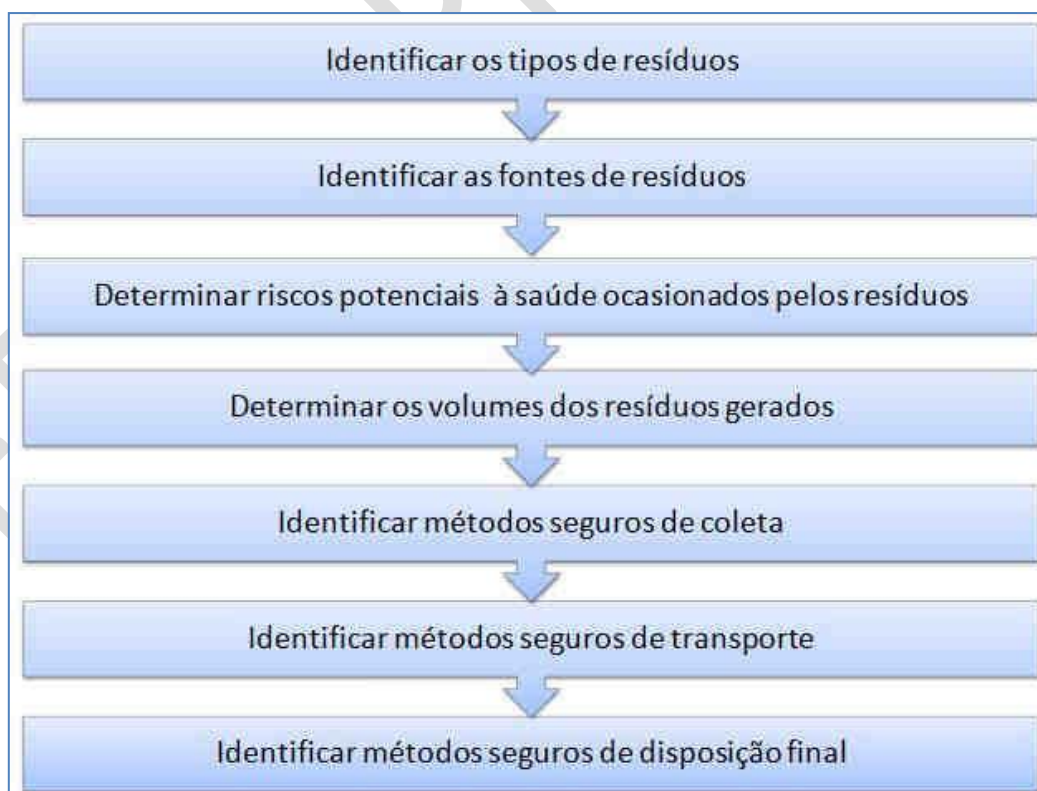 Identificar os tipos de resíduos
Identificar as fontes de resíduos
Determinar riscos potenciais à saúde ocasionados pelos resíduos
Determinar os volumes dos resíduos gerados
Identificar métodos seguros de coleta
Identificar métodos seguros de transporte
Identificar métodos seguros de disposição final